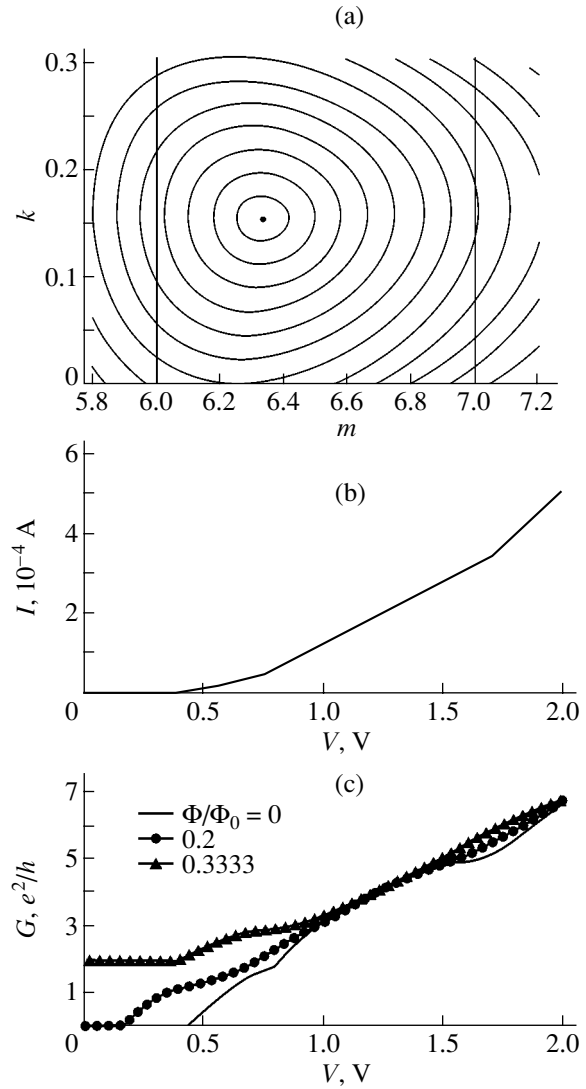 (a)
0.3
0.2
k
0.1
0
5.8 6.0 6.2 6.4 6.6 6.8 7.0 7.2
m
6
(b)
I, 10⁻⁴ A
4
2
0 0.5 1.0 1.5 2.0
V, V
(c)
7
Φ/Φ₀ = 0
0.2
5
0.3333
G, e²/h
3
1
0 0.5 1.0 1.5 2.0
V, V